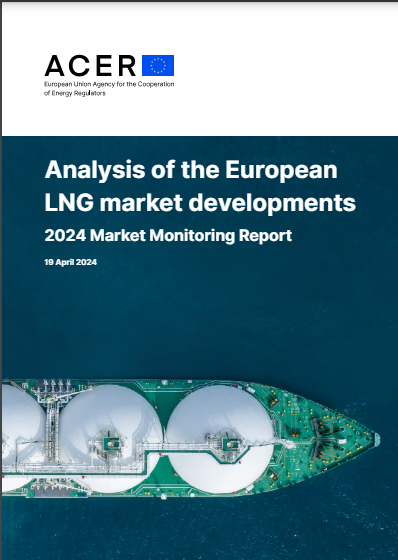 ACER
European Union Agency for the Cooperation
of Energy Regulators
Analysis of the European
LNG market developments
2024 Market Monitoring Report
19 April 2024